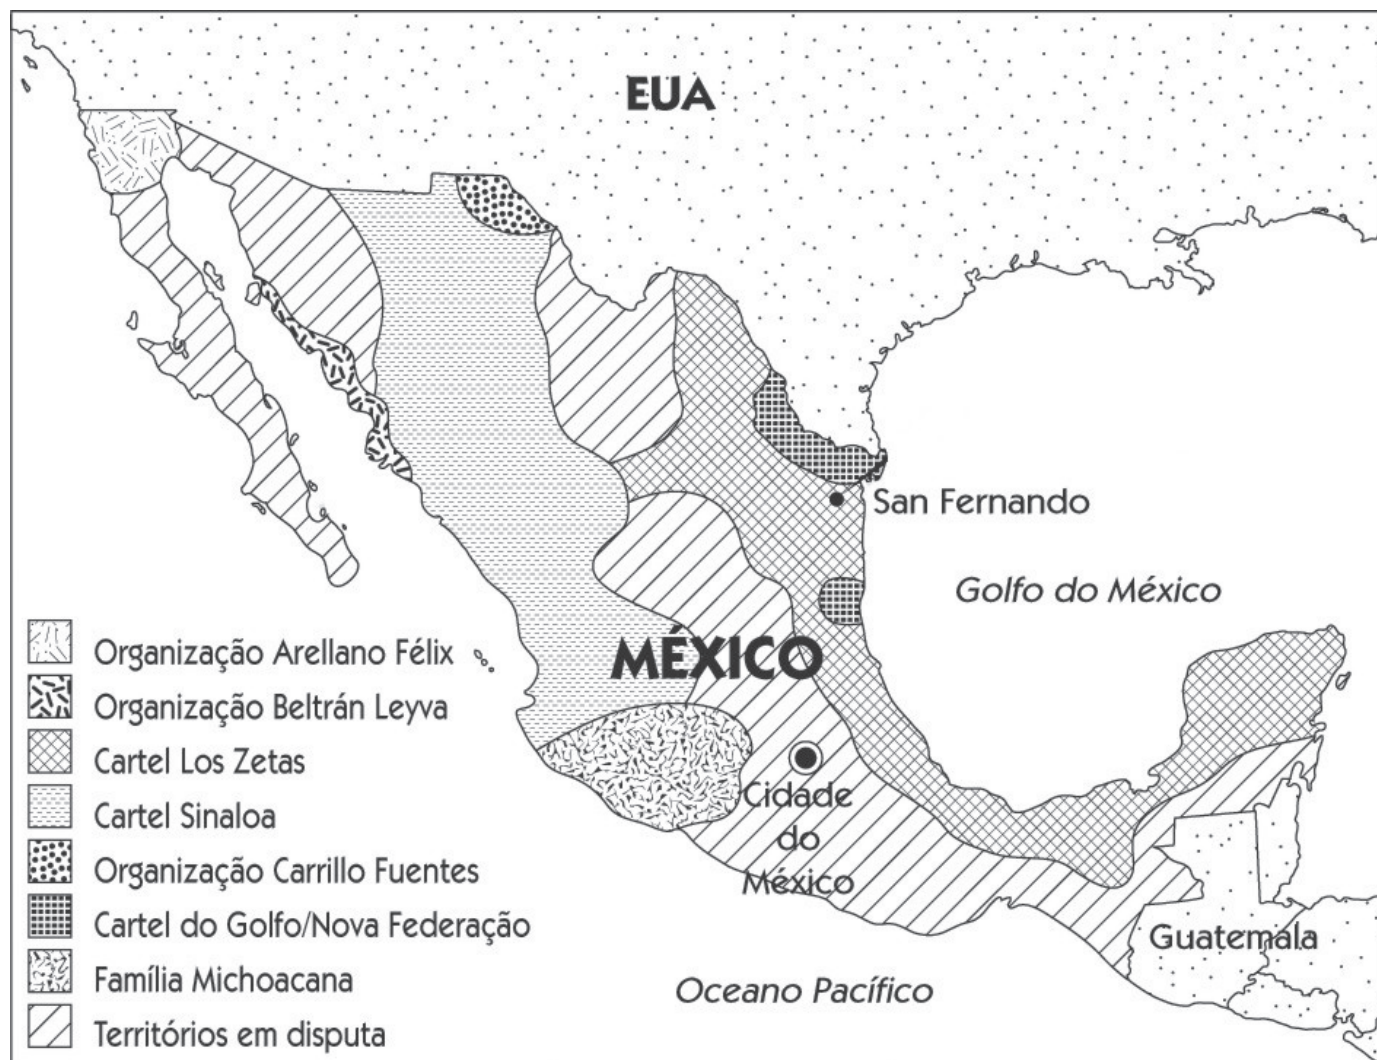 EUA
San Fernando
Golfo do México
MÉXICO
Cidade
do
México
Guatemala
Oceano Pacífico
Organização Arellano Félix
Organização Beltrán Leyva
Cartel Los Zetas
Cartel Sinaloa
Organização Carrillo Fuentes
Cartel do Golfo/Nova Federação
Família Michoacana
Territórios em disputa